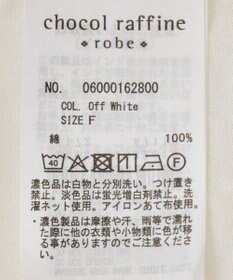 chocol raffine
robe
NO. 06000162800
COL. Off White
SIZE F
綿 100%
40 P F
濃色品は白物と分別洗い。つけ置き
禁止。淡色品は蛍光増白剤禁止。洗
濯ネット使用。アイロンあて布使用。
・濃色製品は摩擦や汗、雨等で濡れ
た際に他の衣類や小物類に色が移
る事がありますのでご注意くださ
い。